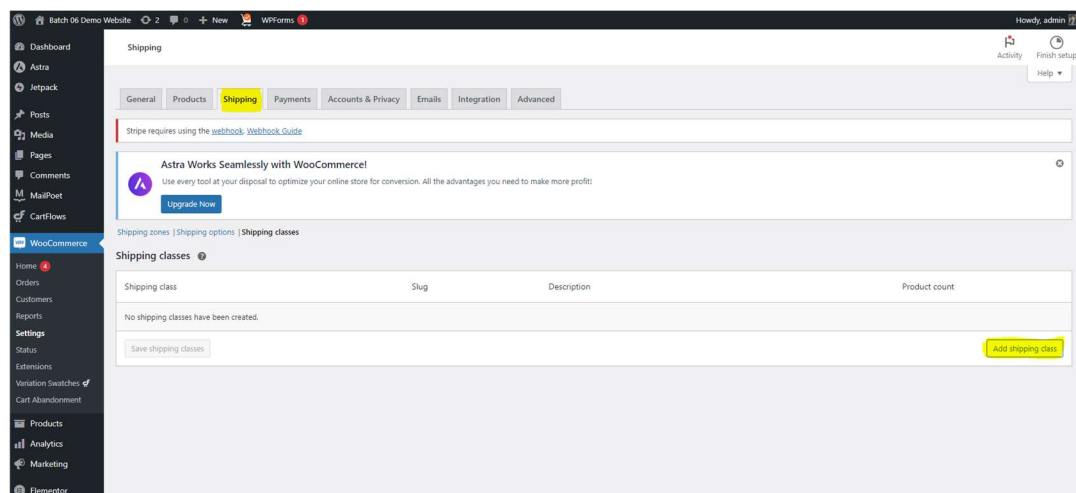 Batch 06 Demo Website 2 0 + New WPForms 1 Howdy, admin
Dashboard
Astra
Jetpack
Posts
Media
Pages
Comments
MailPoet
CartFlows
WooCommerce
Home 4
Orders
Customers
Reports
Settings
Status
Extensions
Variation Swatches
Cart Abandonment
Products
Analytics
Marketing
Elementor
Shipping
Activity Finish setup
Help
General Products Shipping Payments Accounts & Privacy Emails Integration Advanced
Stripe requires using the webhook. Webhook Guide
Astra Works Seamlessly with WooCommerce!
Use every tool at your disposal to optimize your online store for conversion. All the advantages you need to make more profit!
Upgrade Now
Shipping zones | Shipping options | Shipping classes
Shipping classes ?
Shipping class Slug Description Product count
No shipping classes have been created.
Save shipping classes Add shipping class